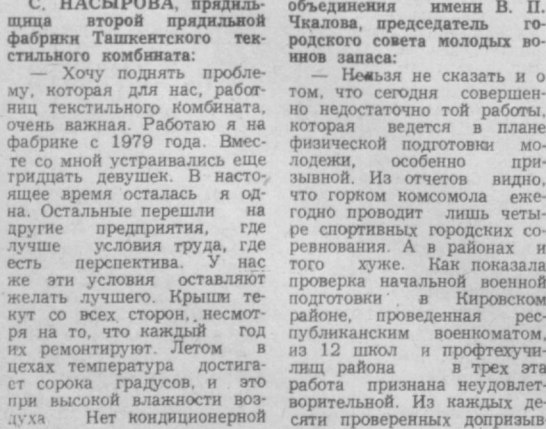 С. НАСЫРОВА, прядиль-
щица второй прядильной
фабрики Ташкентского тек-
стильного комбината:
— Хочу поднять пробле-
му, которая для нас, работ-
ниц текстильного комбината,
очень важная. Работаю я на
фабрике с 1979 года. Вмес-
те со мной устраивались еще
тридцать девушек. В насто-
ящее время осталась я од-
на. Остальные перешли на
другие предприятия, где
лучше условия труда, где
есть перспектива. У нас
же эти условия оставляют
желать лучшего. Крыши те-
кут со всех сторон, несмот-
ря на то, что каждый год
их ремонтируют. Летом в
цехах температура достига-
ет сорока градусов, и это
при высокой влажности воз-
духа Нет кондиционерной
объединения имени В. П.
Чкалова, председатель го-
родского совета молодых во-
инов запаса:
— Нельзя не сказать и о
том, что сегодня совершен-
но недостаточно той работы,
которая ведется в плане
физической подготовки мо-
лодежи, особенно при-
зывной. Из отчетов видно,
что горком комсомола еже-
годно проводит лишь четы-
ре спортивных городских со-
ревнования. А в районах и
того хуже. Как показала
проверка начальной военной
подготовки в Кировском
районе, проведенная рес-
публиканским военкоматом,
из 12 школ и профтехучи-
лищ района в трех эта
работа признана неудовлет-
ворительной. Из каждых де-
сяти проверенных допризыв-